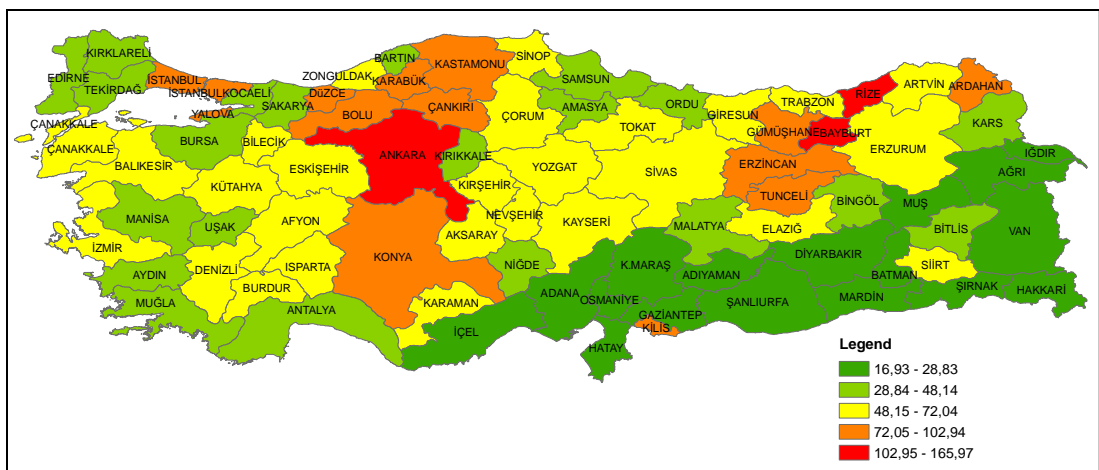 KIRKLARELİ
EDİRNE
TEKİRDAĞ
İSTANBUL
İSTANBUL
KOCAELİ
YALOVA
SAKARYA
DÜZCE
ZONGULDAK
BARTIN
KARABÜK
KASTAMONU
SİNOP
BOLU
ÇANKIRI
SAMSUN
AMASYA
ORDU
GİRESUN
TRABZON
RİZE
ARTVİN
ARDAHAN
ÇANAKKALE
ÇANAKKALE
BALIKESİR
BURSA
BİLECİK
ESKİŞEHİR
KÜTAHYA
ANKARA
KIRIKKALE
ÇORUM
TOKAT
YOZGAT
SİVAS
GÜMÜŞHANE
BAYBURT
ERZİNCAN
ERZURUM
KARS
IĞDIR
AĞRI
KIRŞEHİR
NEVŞEHİR
KAYSERİ
TUNCELİ
BİNGÖL
MUŞ
BİTLİS
VAN
MANİSA
UŞAK
AFYON
İZMİR
AYDIN
DENİZLİ
ISPARTA
BURDUR
MUĞLA
ANTALYA
KONYA
AKSARAY
NİĞDE
KARAMAN
İÇEL
ADANA
K.MARAŞ
OSMANİYE
HATAY
MALATYA
ELAZIĞ
ADIYAMAN
GAZİANTEP
KİLİS
ŞANLIURFA
DİYARBAKIR
BATMAN
MARDİN
SİİRT
ŞIRNAK
HAKKARİ
Legend
16,93 - 28,83
28,84 - 48,14
48,15 - 72,04
72,05 - 102,94
102,95 - 165,97